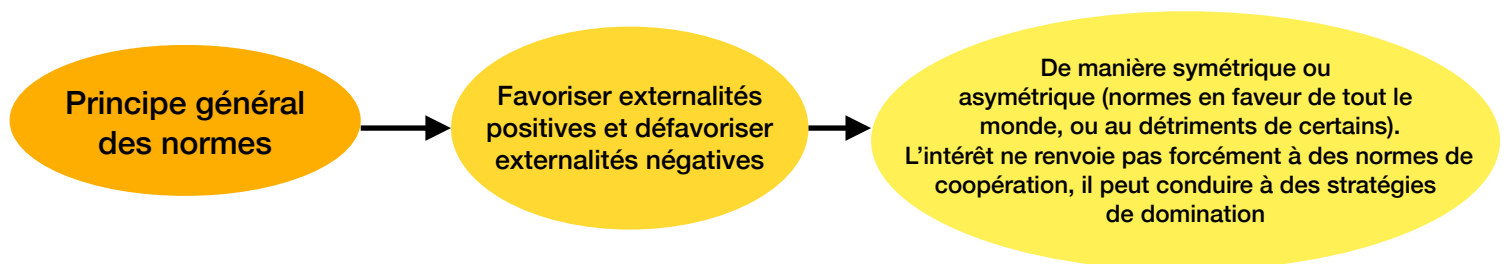 Principe général
des normes
Favoriser externalités
positives et défavoriser
externalités négatives
De manière symétrique ou
asymétrique (normes en faveur de tout le
monde, ou au détriments de certains).
L'intérêt ne renvoie pas forcément à des normes de
coopération, il peut conduire à des stratégies
de domination